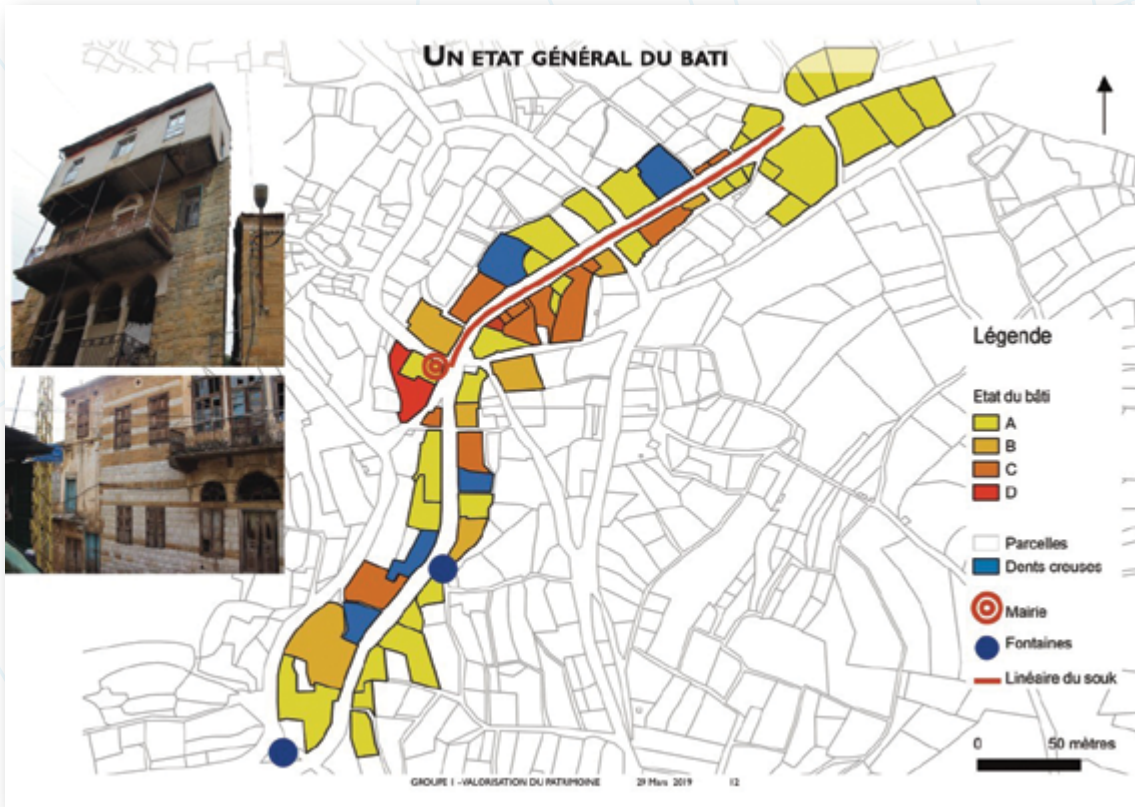 UN ETAT GÉNÉRAL DU BATI
Légende
Etat du bâti
A
B
C
D
Parcelles
Dents creuses
Mairie
Fontaines
Linéaire du souk
0 50 mètres
GROUPE I -VALORISATION DU PATRIMOINE 29 Mars 2019 12